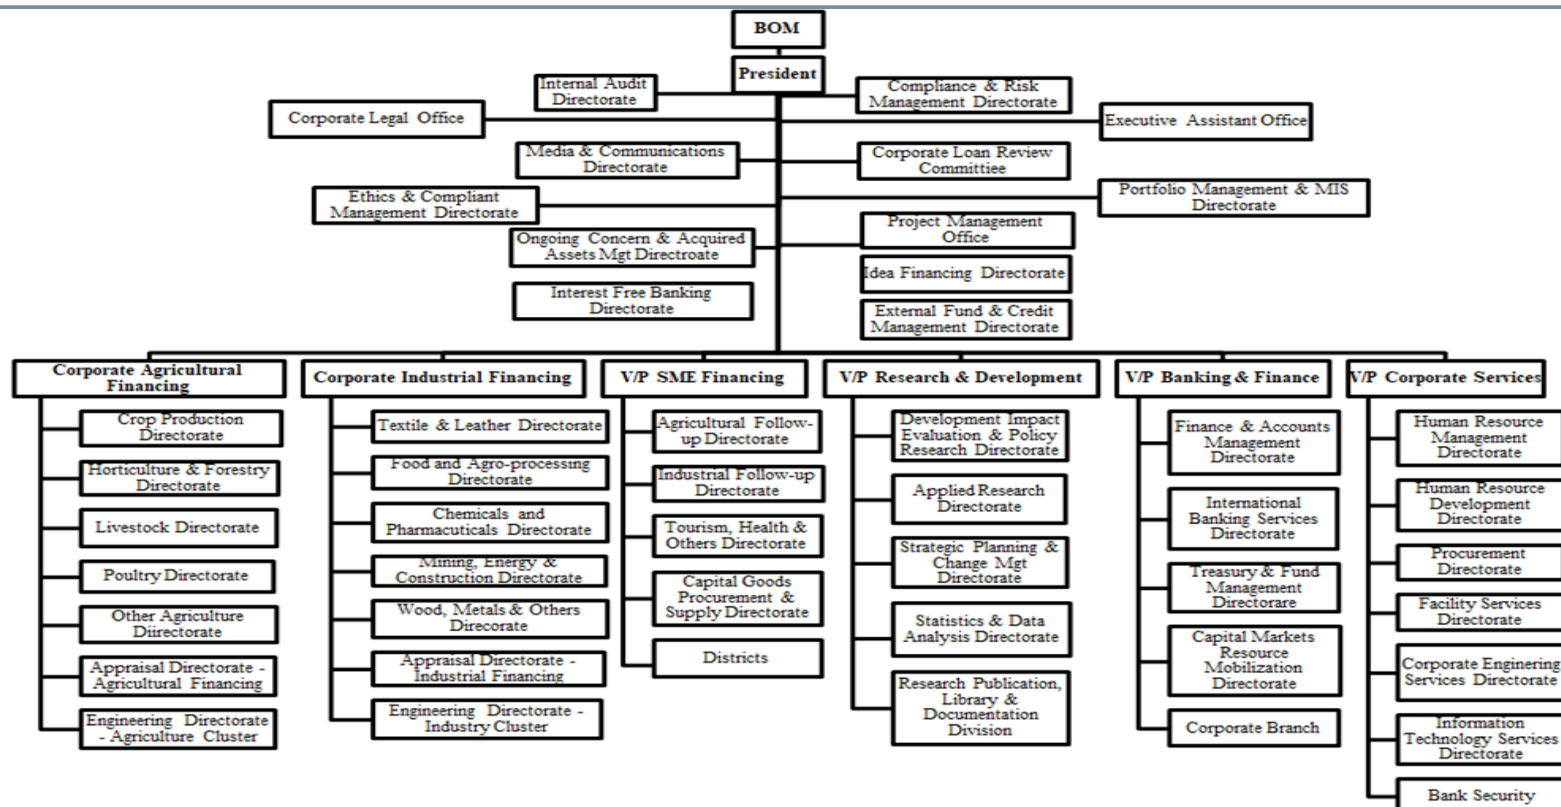 BOM
President
Internal Audit
Directorate
Compliance & Risk
Management Directorate
Corporate Legal Office
Executive Assistant Office
Media & Communications
Directorate
Corporate Loan Review
Committiee
Ethics & Compliant
Management Directorate
Portfolio Management & MIS
Directorate
Project Management
Office
Ongoing Concern & Acquired
Assets Mgt Directroate
Idea Financing Directorate
Interest Free Banking
Directorate
External Fund & Credit
Management Directorate
Corporate Agricultural
Financing
Crop Production
Directorate
Horticulture & Forestry
Directorate
Livestock Directorate
Poultry Directorate
Other Agriculture
Diirectorate
Appraisal Directorate -
Agricultural Financing
Engineering Directorate
- Agriculture Cluster
Corporate Industrial Financing
Textile & Leather Directorate
Food and Agro-processing
Directorate
Chemicals and
Pharmacuticals Directorate
Mining, Energy &
Construction Directorate
Wood, Metals & Others
Direcorate
Appraisal Directorate -
Industrial Financing
Engineering Directorate -
Industry Cluster
V/P SME Financing
Agricultural Follow-
up Directorate
Industrial Follow-up
Directorate
Tourism, Health &
Others Directorate
Capital Goods
Procurement &
Supply Directorate
Districts
V/P Research & Development
Development Impact
Evaluation & Policy
Research Directorate
Applied Research
Directorate
Strategic Planning &
Change Mgt
Directorate
Statistics & Data
Analysis Directorate
Research Publication,
Library &
Documentation
Division
V/P Banking & Finance
Finance & Accounts
Management
Directorate
International
Banking Services
Directorate
Treasury & Fund
Management
Directorare
Capital Markets
Resource
Mobilization
Directorate
Corporate Branch
V/P Corporate Services
Human Resource
Management
Directorate
Human Resource
Development
Directorate
Procurement
Directorate
Facility Services
Directorate
Corporate Enginering
Services Directorate
Information
Technology Services
Directorate
Bank Security